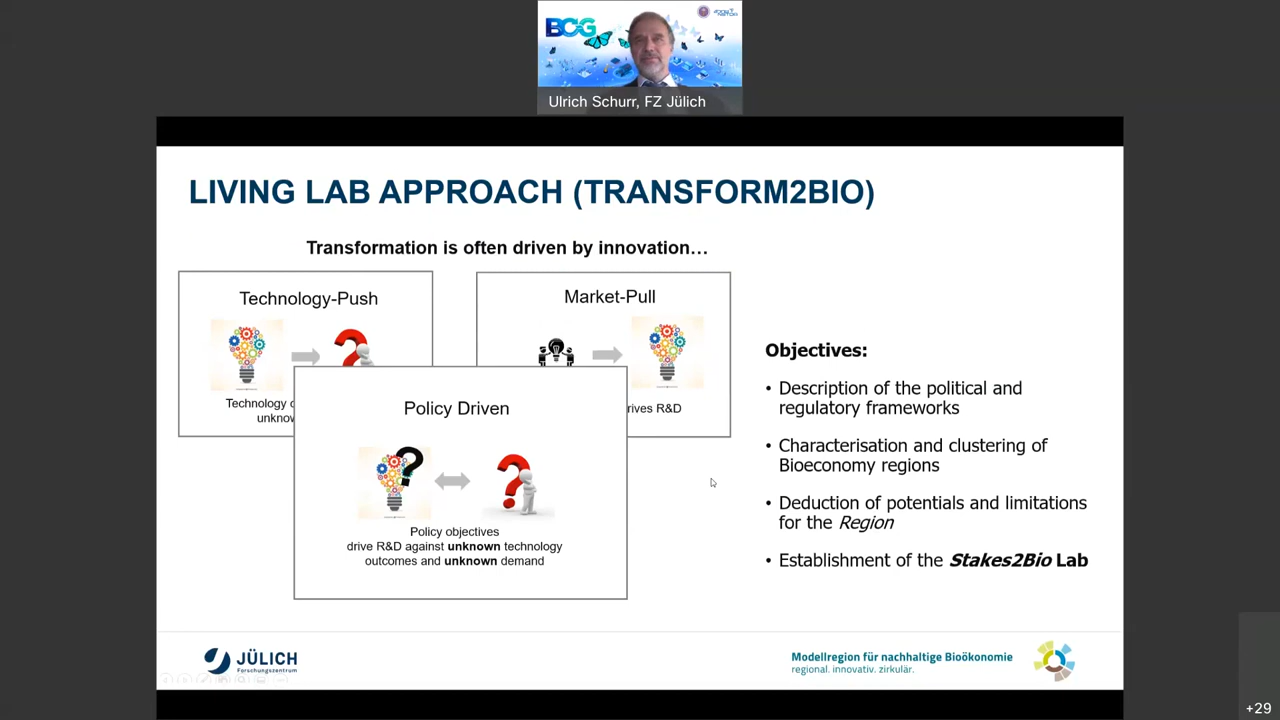 BCG
Ulrich Schurr, FZ Jülich
LIVING LAB APPROACH (TRANSFORM2BIO)
Transformation is often driven by innovation…
Technology-Push
Technology
Market-Pull
R&D
Policy Driven
Policy objectives
drive R&D against unknown technology
outcomes and unknown demand
Objectives:
• Description of the political and
regulatory frameworks
• Characterisation and clustering of
Bioeconomy regions
• Deduction of potentials and limitations
for the Region
• Establishment of the Stakes2Bio Lab
JÜLICH
Forschungszentrum
Modellregion für nachhaltige Bioökonomie
regional. innovativ. zirkulär.
+29